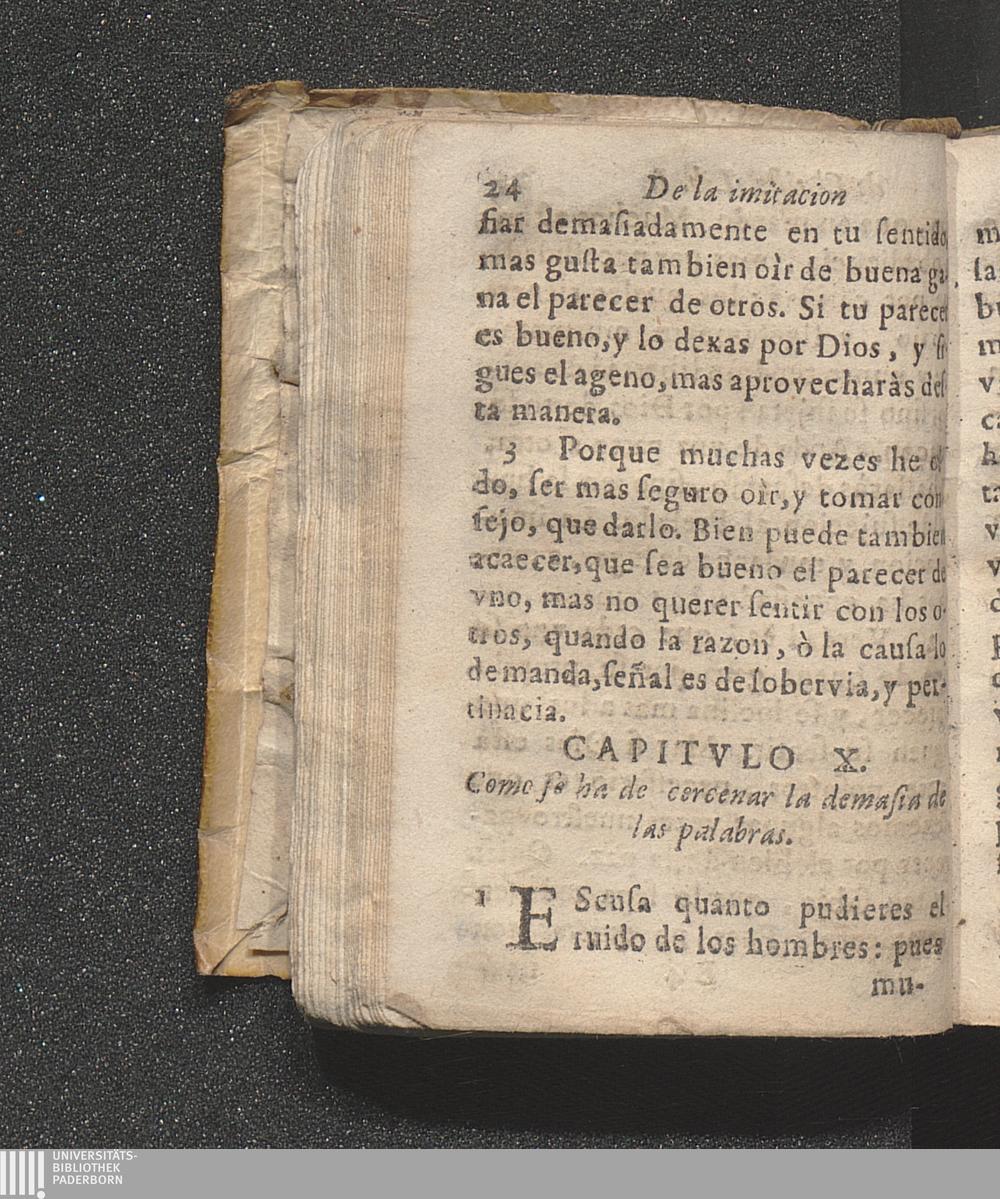 24 De la imitacion
fiar demaſiadamente en tu ſentido,
mas guſta tambien oìr de buena ga-
na el parecer de otros. Si tu parecer
es bueno, y lo dexas por Dios, y ſi-
gues el ageno, mas aprovecharàs deſ-
ta manera.
3 Porque muchas vezes he oì-
do, ſer mas ſeguro oìr, y tomar con-
ſejo, que darlo. Bien puede tambien
acaecer, que ſea bueno el parecer de
vno, mas no querer ſentir con los o-
tros, quando la razon, ò la cauſa lo
demanda, ſeñal es de ſobervia, y per-
tinacia.
CAPITVLO X.
Como ſe ha de cercenar la demaſia de
las palabras.
1 EScuſa quanto pudieres el
ruido de los hombres: pues
mu-
UNIVERSITÄTS-
BIBLIOTHEK
PADERBORN